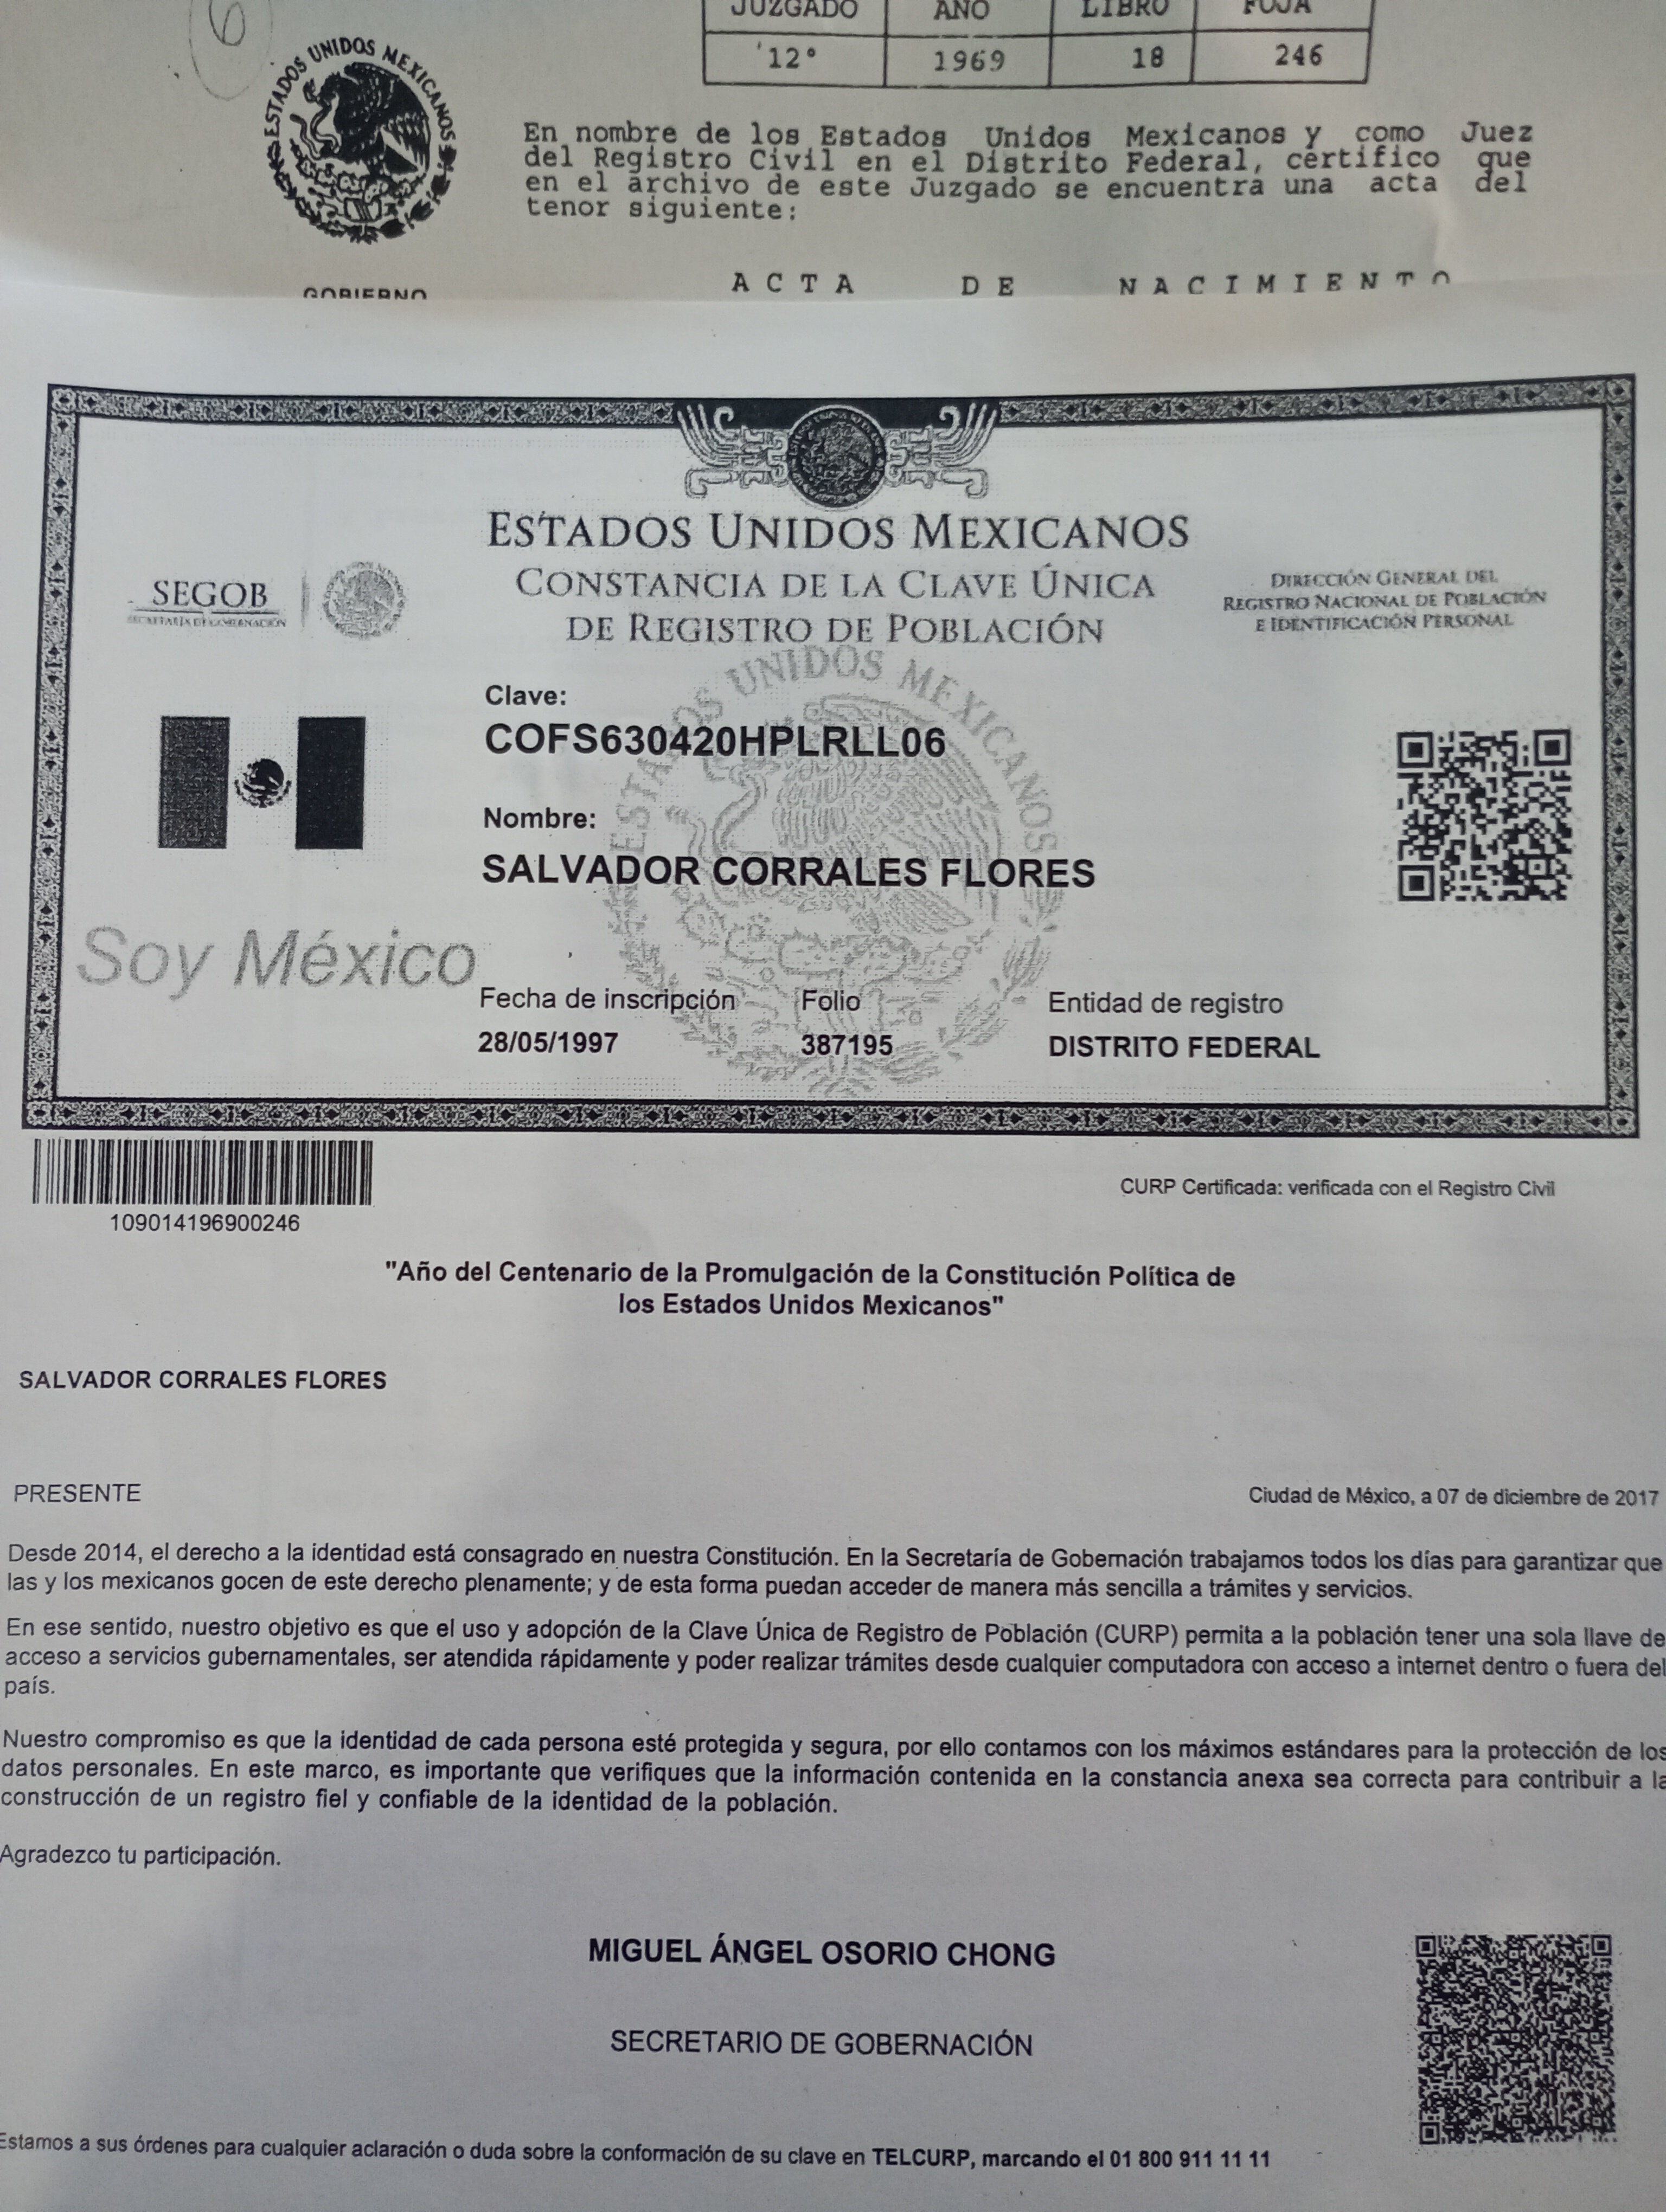 6
JUZGADO AÑO LIBRO FOJA
'12° 1969 18 246
ESTADOS UNIDOS MEXICANOS
En nombre de los Estados Unidos Mexicanos y como Juez
del Registro Civil en el Distrito Federal, certifico que
en el archivo de este Juzgado se encuentra una acta del
tenor siguiente:
ACTA DE NACIMIENTO
GOBIERNO
ESTADOS UNIDOS MEXICANOS
CONSTANCIA DE LA CLAVE ÚNICA
DE REGISTRO DE POBLACIÓN
SEGOB
SECRETARÍA DE GOBERNACIÓN
DIRECCIÓN GENERAL DEL
REGISTRO NACIONAL DE POBLACIÓN
E IDENTIFICACIÓN PERSONAL
ESTADOS UNIDOS MEXICANOS
Clave:
COFS630420HPLRLL06
Nombre:
SALVADOR CORRALES FLORES
Soy México
Fecha de inscripción Folio Entidad de registro
28/05/1997 387195 DISTRITO FEDERAL
109014196900246
CURP Certificada: verificada con el Registro Civil
"Año del Centenario de la Promulgación de la Constitución Política de
los Estados Unidos Mexicanos"
SALVADOR CORRALES FLORES
PRESENTE
Ciudad de México, a 07 de diciembre de 2017
Desde 2014, el derecho a la identidad está consagrado en nuestra Constitución. En la Secretaría de Gobernación trabajamos todos los días para garantizar que
las y los mexicanos gocen de este derecho plenamente; y de esta forma puedan acceder de manera más sencilla a trámites y servicios.
En ese sentido, nuestro objetivo es que el uso y adopción de la Clave Única de Registro de Población (CURP) permita a la población tener una sola llave de
acceso a servicios gubernamentales, ser atendida rápidamente y poder realizar trámites desde cualquier computadora con acceso a internet dentro o fuera del
país.
Nuestro compromiso es que la identidad de cada persona esté protegida y segura, por ello contamos con los máximos estándares para la protección de los
datos personales. En este marco, es importante que verifiques que la información contenida en la constancia anexa sea correcta para contribuir a la
construcción de un registro fiel y confiable de la identidad de la población.
Agradezco tu participación.
MIGUEL ÁNGEL OSORIO CHONG
SECRETARIO DE GOBERNACIÓN
Estamos a sus órdenes para cualquier aclaración o duda sobre la conformación de su clave en TELCURP, marcando el 01 800 911 11 11